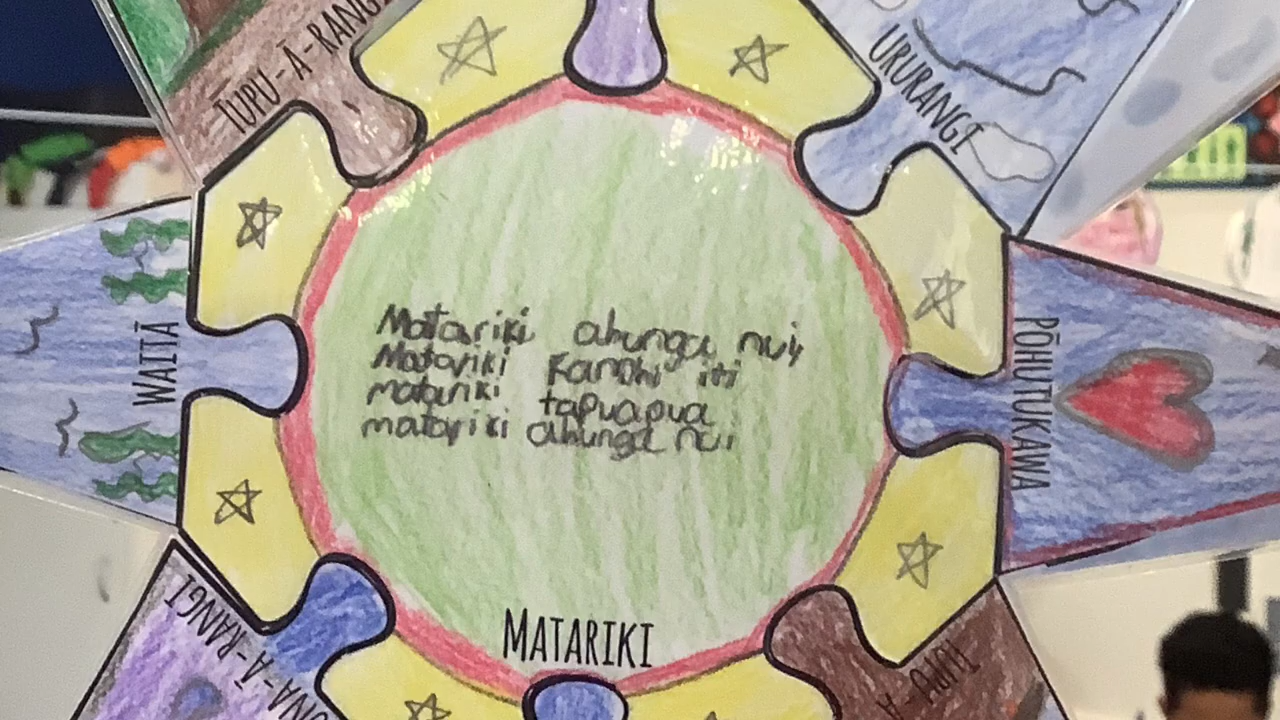 TUPU-Ā-RANGI
URURANGI
WAITĀ
PŌHUTUKAWA
Matariki ahunga nui,
Matariki Kanohi iti
matariki tapuapua
matariki ahunga nui
MATARIKI